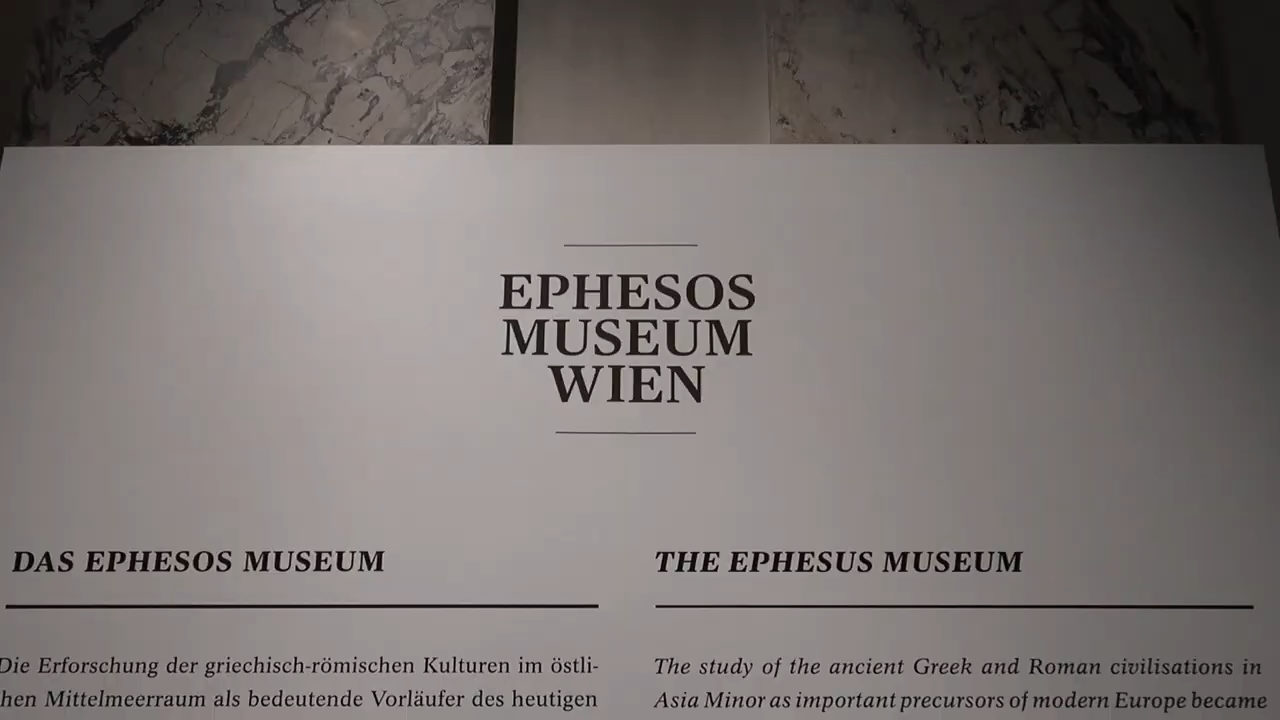 EPHESOS
MUSEUM
WIEN
DAS EPHESOS MUSEUM
Die Erforschung der griechisch-römischen Kulturen im östli-
hen Mittelmeerraum als bedeutende Vorläufer des heutigen
THE EPHESUS MUSEUM
The study of the ancient Greek and Roman civilisations in
Asia Minor as important precursors of modern Europe became